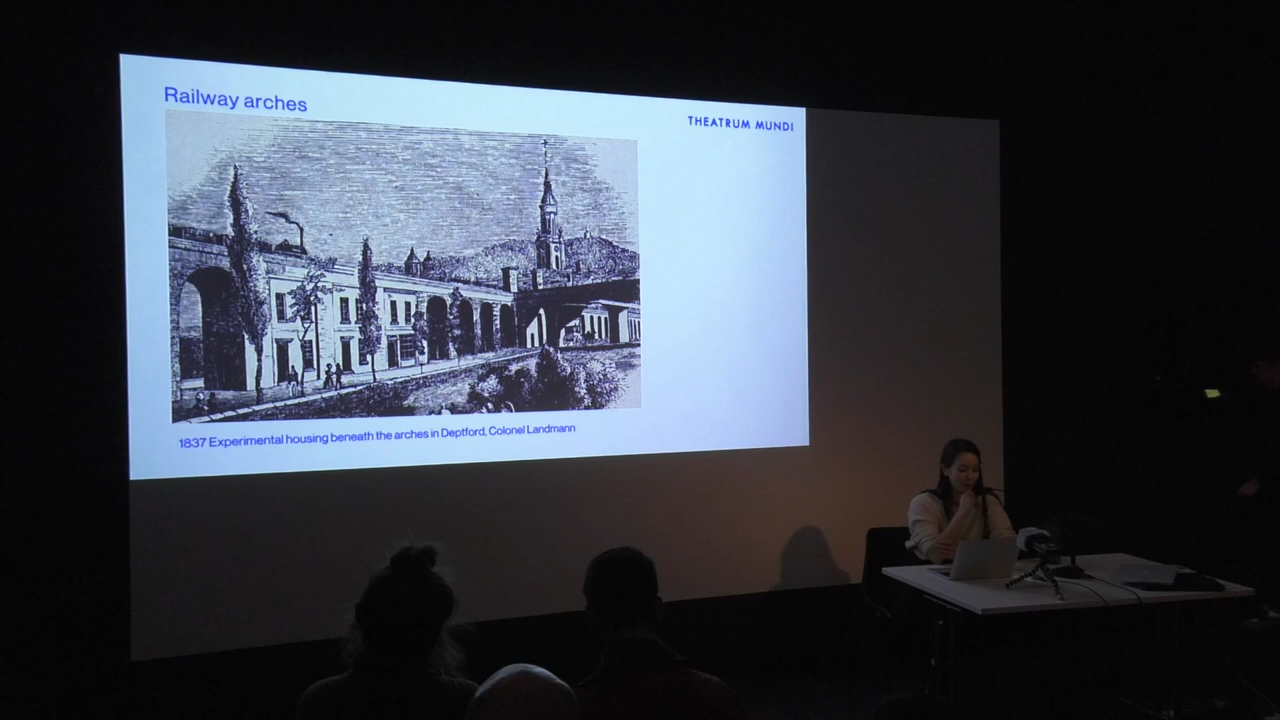 Railway arches
THEATRUM MUNDI
1837 Experimental housing beneath the arches in Deptford, Colonel Landmann